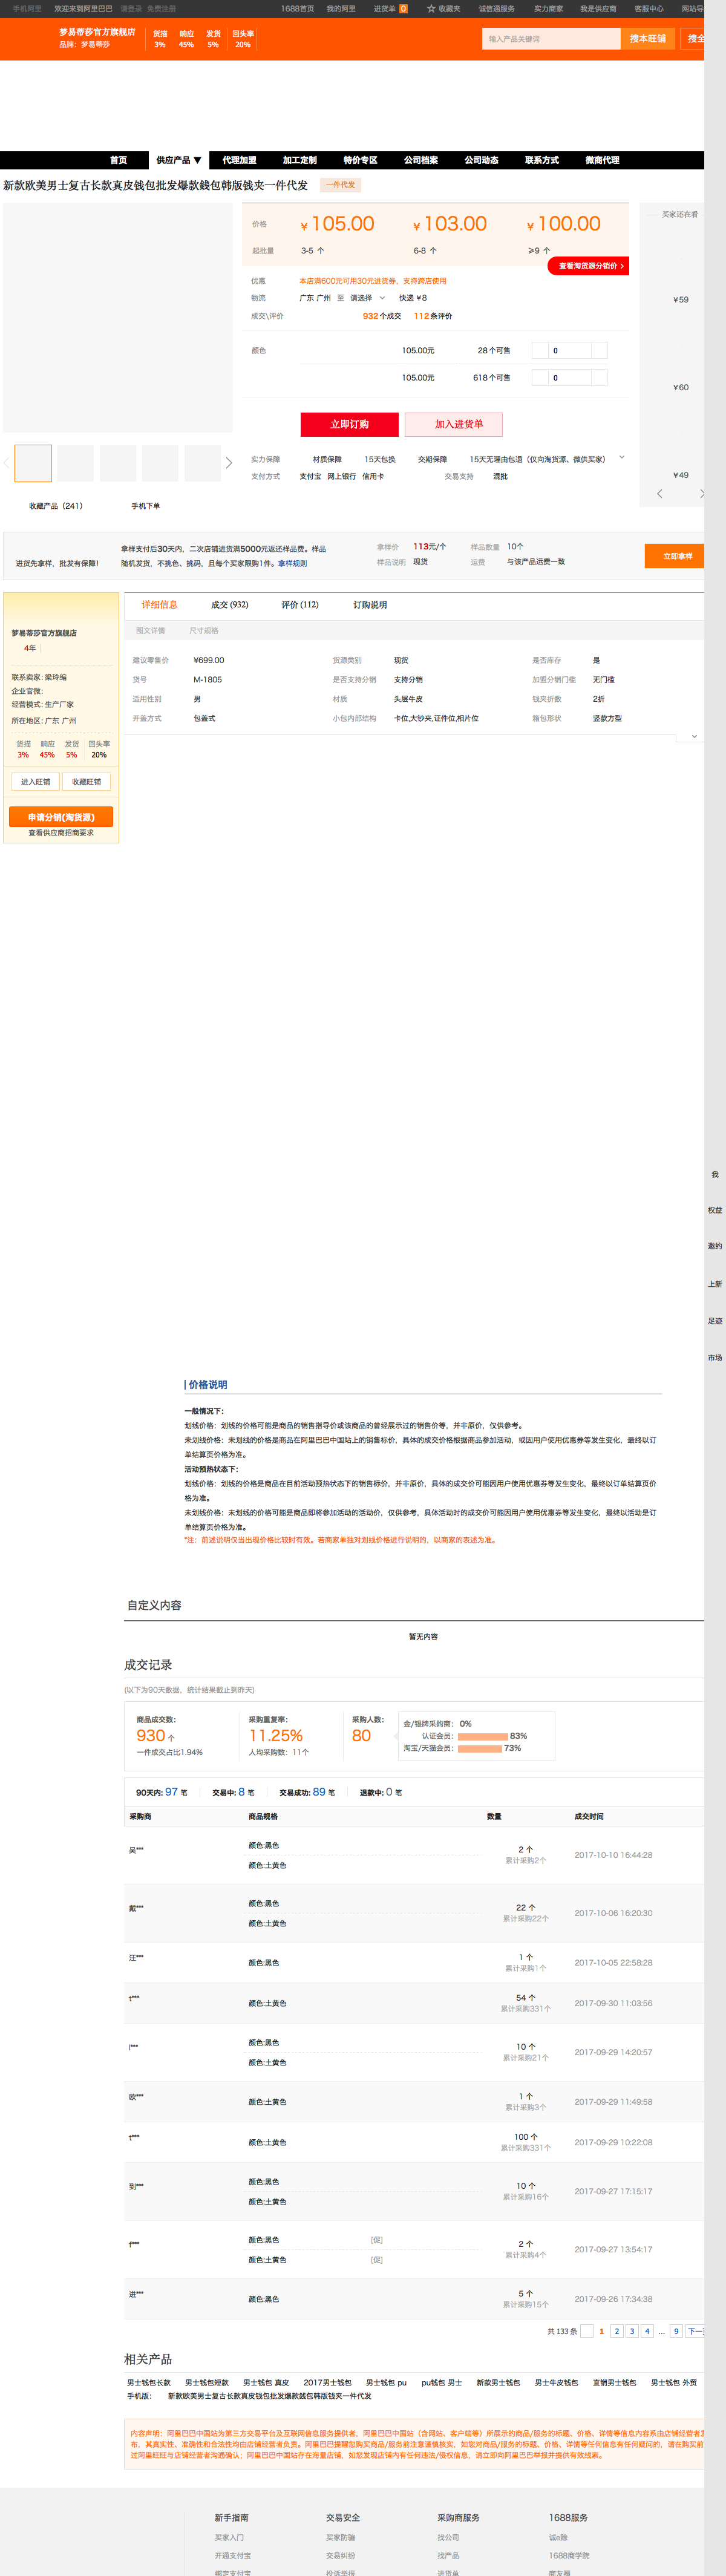 手机阿里 欢迎来到阿里巴巴 请登录 免费注册 1688首页 我的阿里 进货单 0 收藏夹 诚信通服务 实力商家 我是供应商 客服中心 网站导
梦易蒂莎官方旗舰店 货描 响应 发货 回头率
品牌：梦易蒂莎 3% 45% 5% 20%
输入产品关键词 搜本旺铺 搜全
首页 供应产品 代理加盟 加工定制 特价专区 公司档案 公司动态 联系方式 微商代理
新款欧美男士复古长款真皮钱包批发爆款銭包韩版钱夹一件代发 一件代发
价格 ¥105.00 ¥103.00 ¥100.00
起批量 3-5 个 6-8 个 ≥9 个
查看淘货源分销价
优惠 本店满600元可用30元进货券，支持跨店使用
物流 广东 广州 至 请选择 快递 ¥8
成交\评价 932个成交 112条评价
颜色 105.00元 28个可售 0
105.00元 618个可售 0
立即订购 加入进货单
实力保障 材质保障 15天包换 交期保障 15天无理由包退（仅向淘货源、微供买家）
支付方式 支付宝 网上银行 信用卡 交易支持 混批
收藏产品（241） 手机下单
买家还在看
¥59
¥60
¥49
进货先拿样，批发有保障!
拿样支付后30天内，二次店铺进货满5000元返还样品费。样品
随机发货，不挑色、挑码，且每个买家限购1件。拿样规则
拿样价 113元/个 样品数量 10个
样品说明 现货 运费 与该产品运费一致
立即拿样
梦易蒂莎官方旗舰店
4年
联系卖家: 梁玲编
企业官微:
经营模式: 生产厂家
所在地区: 广东 广州
货描 响应 发货 回头率
3% 45% 5% 20%
进入旺铺 收藏旺铺
申请分销(淘货源)
查看供应商招商要求
详细信息 成交 (932) 评价 (112) 订购说明
图文详情 尺寸规格
建议零售价 ¥699.00 货源类别 现货 是否库存 是
货号 M-1805 是否支持分销 支持分销 加盟分销门槛 无门槛
适用性别 男 材质 头层牛皮 钱夹折数 2折
开盖方式 包盖式 小包内部结构 卡位,大钞夹,证件位,相片位 箱包形状 竖款方型
我
权益
邀约
上新
足迹
市场
价格说明
一般情况下：
划线价格：划线的价格可能是商品的销售指导价或该商品的曾经展示过的销售价等，并非原价，仅供参考。
未划线价格：未划线的价格是商品在阿里巴巴中国站上的销售标价，具体的成交价格根据商品参加活动，或因用户使用优惠券等发生变化，最终以订
单结算页价格为准。
活动预热状态下：
划线价格：划线的价格是商品在目前活动预热状态下的销售标价，并非原价，具体的成交价可能因用户使用优惠券等发生变化，最终以订单结算页价
格为准。
未划线价格：未划线的价格可能是商品即将参加活动的活动价，仅供参考，具体活动时的成交价可能因用户使用优惠券等发生变化，最终以活动是订
单结算页价格为准。
*注：前述说明仅当出现价格比较时有效。若商家单独对划线价格进行说明的，以商家的表述为准。
自定义内容
暂无内容
成交记录
(以下为90天数据，统计结果截止到昨天)
商品成交数: 采购重复率: 采购人数:
930 个 11.25% 80
一件成交占比1.94% 人均采购数：11个
金/银牌采购商： 0%
认证会员： 83%
淘宝/天猫会员： 73%
90天内: 97 笔 交易中: 8 笔 交易成功: 89 笔 退款中: 0 笔
采购商 商品规格 数量 成交时间
吴*** 颜色:黑色 颜色:土黄色 2 个 累计采购2个 2017-10-10 16:44:28
戴*** 颜色:黑色 颜色:土黄色 22 个 累计采购22个 2017-10-06 16:20:30
汪*** 颜色:黑色 1 个 累计采购1个 2017-10-05 22:58:28
t*** 颜色:土黄色 54 个 累计采购331个 2017-09-30 11:03:56
l*** 颜色:黑色 颜色:土黄色 10 个 累计采购21个 2017-09-29 14:20:57
欧*** 颜色:土黄色 1 个 累计采购3个 2017-09-29 11:49:58
t*** 颜色:土黄色 100 个 累计采购331个 2017-09-29 10:22:08
到*** 颜色:黑色 颜色:土黄色 10 个 累计采购16个 2017-09-27 17:15:17
f*** 颜色:黑色 [促] 颜色:土黄色 [促] 2 个 累计采购4个 2017-09-27 13:54:17
进*** 颜色:黑色 5 个 累计采购15个 2017-09-26 17:34:38
共 133 条 1 2 3 4 ... 9 下一
相关产品
男士钱包长款 男士钱包短款 男士钱包 真皮 2017男士钱包 男士钱包 pu pu钱包 男士 新款男士钱包 男士牛皮钱包 直销男士钱包 男士钱包 外贸
手机版： 新款欧美男士复古长款真皮钱包批发爆款銭包韩版钱夹一件代发
内容声明：阿里巴巴中国站为第三方交易平台及互联网信息服务提供者，阿里巴巴中国站（含网站、客户端等）所展示的商品/服务的标题、价格、详情等信息内容系由店铺经营者发
布，其真实性、准确性和合法性均由店铺经营者负责。阿里巴巴提醒您购买商品/服务前注意谨慎核实，如您对商品/服务的标题、价格、详情等任何信息有任何疑问的，请在购买前
过阿里旺旺与店铺经营者沟通确认；阿里巴巴中国站存在海量店铺，如您发现店铺内有任何违法/侵权信息，请立即向阿里巴巴举报并提供有效线索。
新手指南 交易安全 采购商服务 1688服务
买家入门 买家防骗 找公司 诚e赊
开通支付宝 交易纠纷 找产品 1688商学院
绑定支付宝 投诉举报 进货单 商友圈